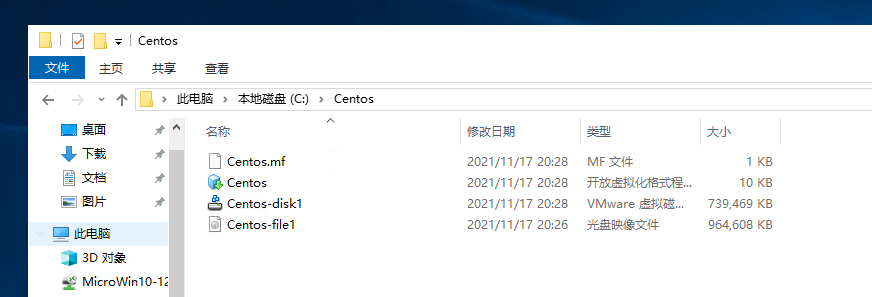 Centos
文件 主页 共享 查看
此电脑 本地磁盘 (C:) Centos
桌面
下载
文档
图片
此电脑
3D 对象
MicroWin10-12
名称 修改日期 类型 大小
Centos.mf 2021/11/17 20:28 MF 文件 1 KB
Centos 2021/11/17 20:28 开放虚拟化格式程... 10 KB
Centos-disk1 2021/11/17 20:28 VMware 虚拟磁... 739,469 KB
Centos-file1 2021/11/17 20:26 光盘映像文件 964,608 KB